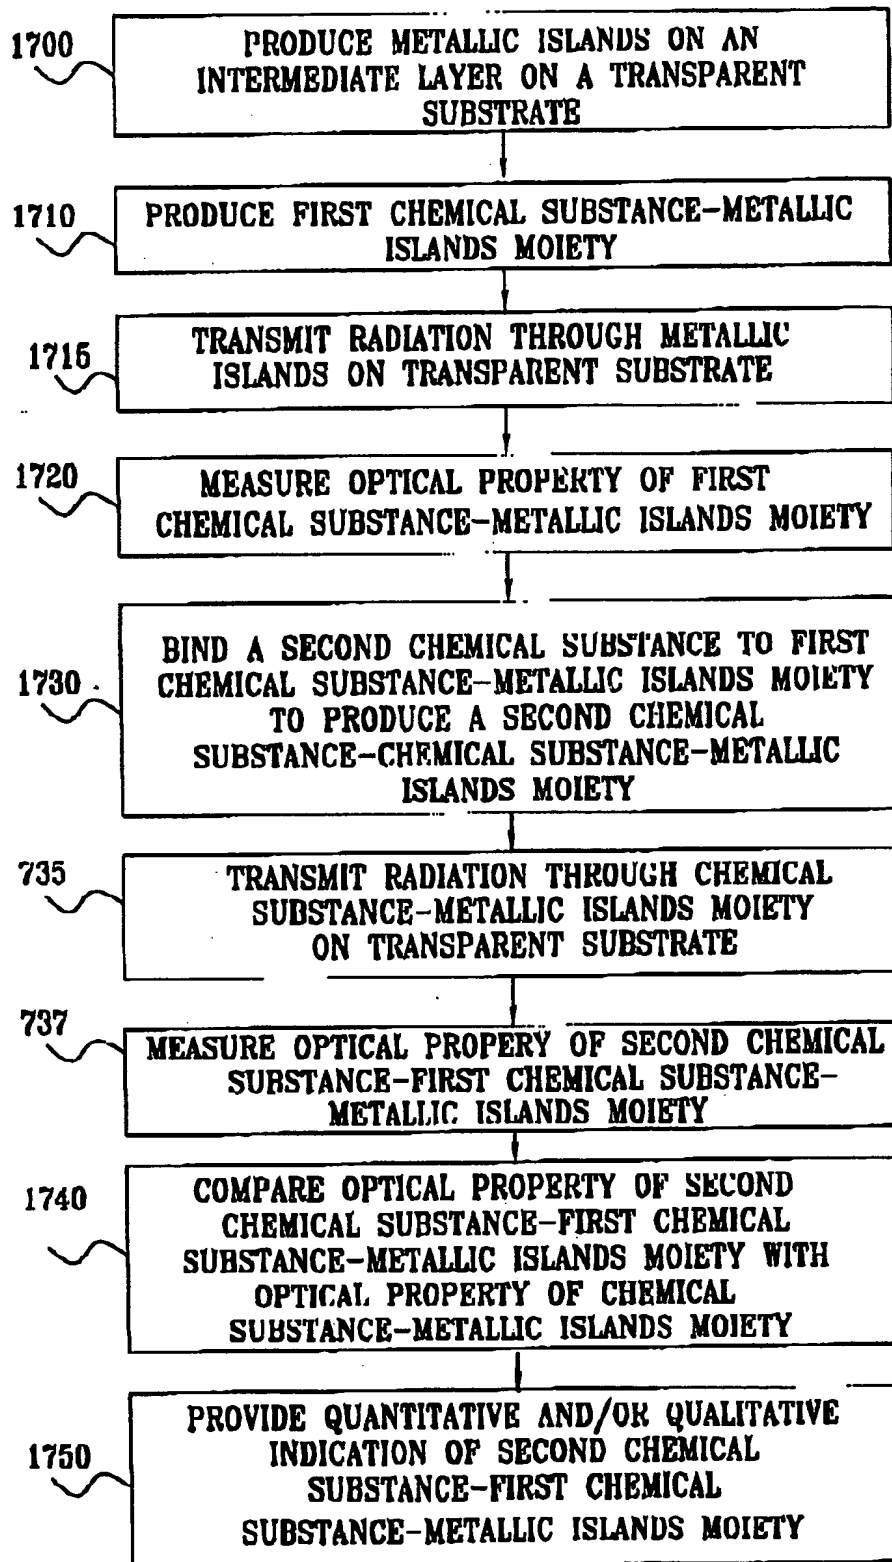 1700
PRODUCE METALLIC ISLANDS ON AN
INTERMEDIATE LAYER ON A TRANSPARENT
SUBSTRATE
1710
PRODUCE FIRST CHEMICAL SUBSTANCE-METALLIC
ISLANDS MOIETY
1715
TRANSMIT RADIATION THROUGH METALLIC
ISLANDS ON TRANSPARENT SUBSTRATE
1720
MEASURE OPTICAL PROPERTY OF FIRST
CHEMICAL SUBSTANCE-METALLIC ISLANDS MOIETY
1730
BIND A SECOND CHEMICAL SUBSTANCE TO FIRST
CHEMICAL SUBSTANCE-METALLIC ISLANDS MOIETY
TO PRODUCE A SECOND CHEMICAL
SUBSTANCE-CHEMICAL SUBSTANCE-METALLIC
ISLANDS MOIETY
735
TRANSMIT RADIATION THROUGH CHEMICAL
SUBSTANCE-METALLIC ISLANDS MOIETY
ON TRANSPARENT SUBSTRATE
737
MEASURE OPTICAL PROPERY OF SECOND CHEMICAL
SUBSTANCE-FIRST CHEMICAL SUBSTANCE-
METALLIC ISLANDS MOIETY
1740
COMPARE OPTICAL PROPERTY OF SECOND
CHEMICAL SUBSTANCE-FIRST CHEMICAL
SUBSTANCE-METALLIC ISLANDS MOIETY WITH
OPTICAL PROPERTY OF CHEMICAL
SUBSTANCE-METALLIC ISLANDS MOIETY
1750
PROVIDE QUANTITATIVE AND/OR QUALITATIVE
INDICATION OF SECOND CHEMICAL
SUBSTANCE-FIRST CHEMICAL
SUBSTANCE-METALLIC ISLANDS MOIETY